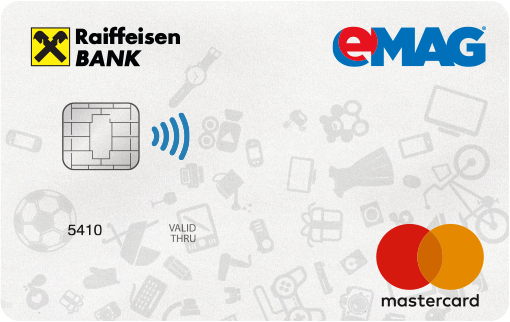 Raiffeisen
BANK
eMAG
5410
VALID
THRU
mastercard